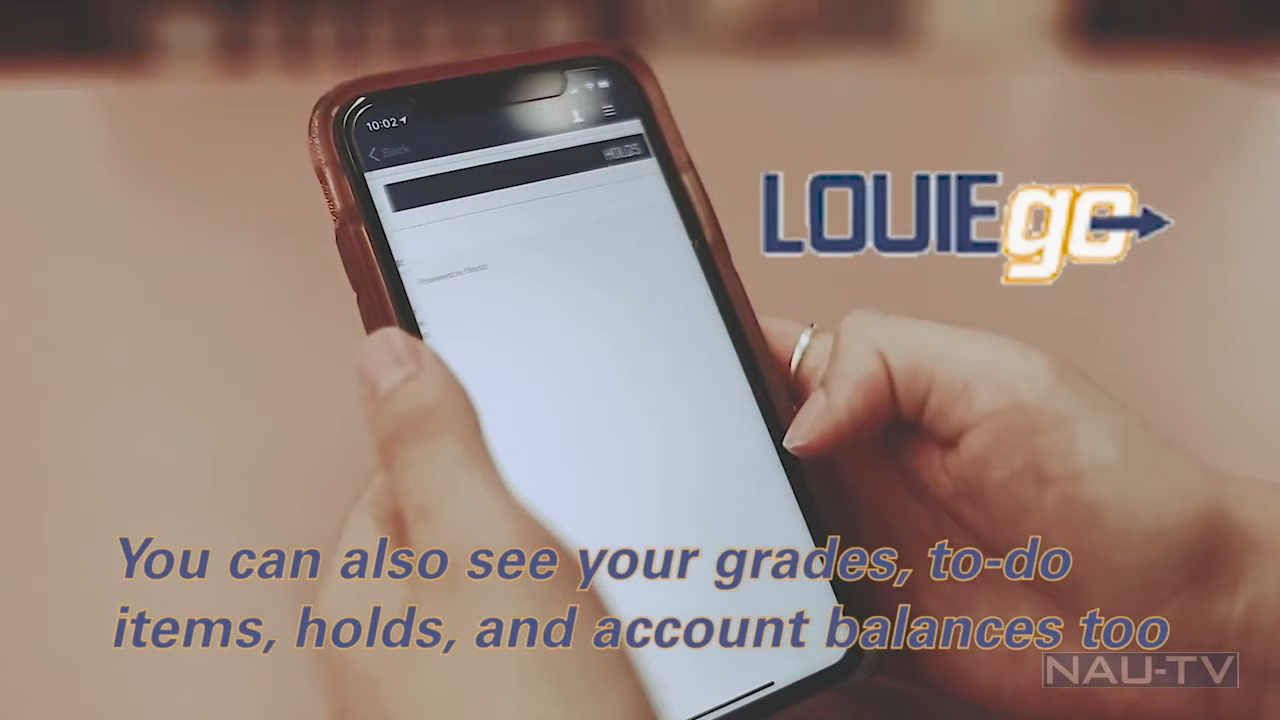 10:02
Back
HOLDS
LOUIEgo
You can also see your grades, to-do
items, holds, and account balances too
NAU-TV